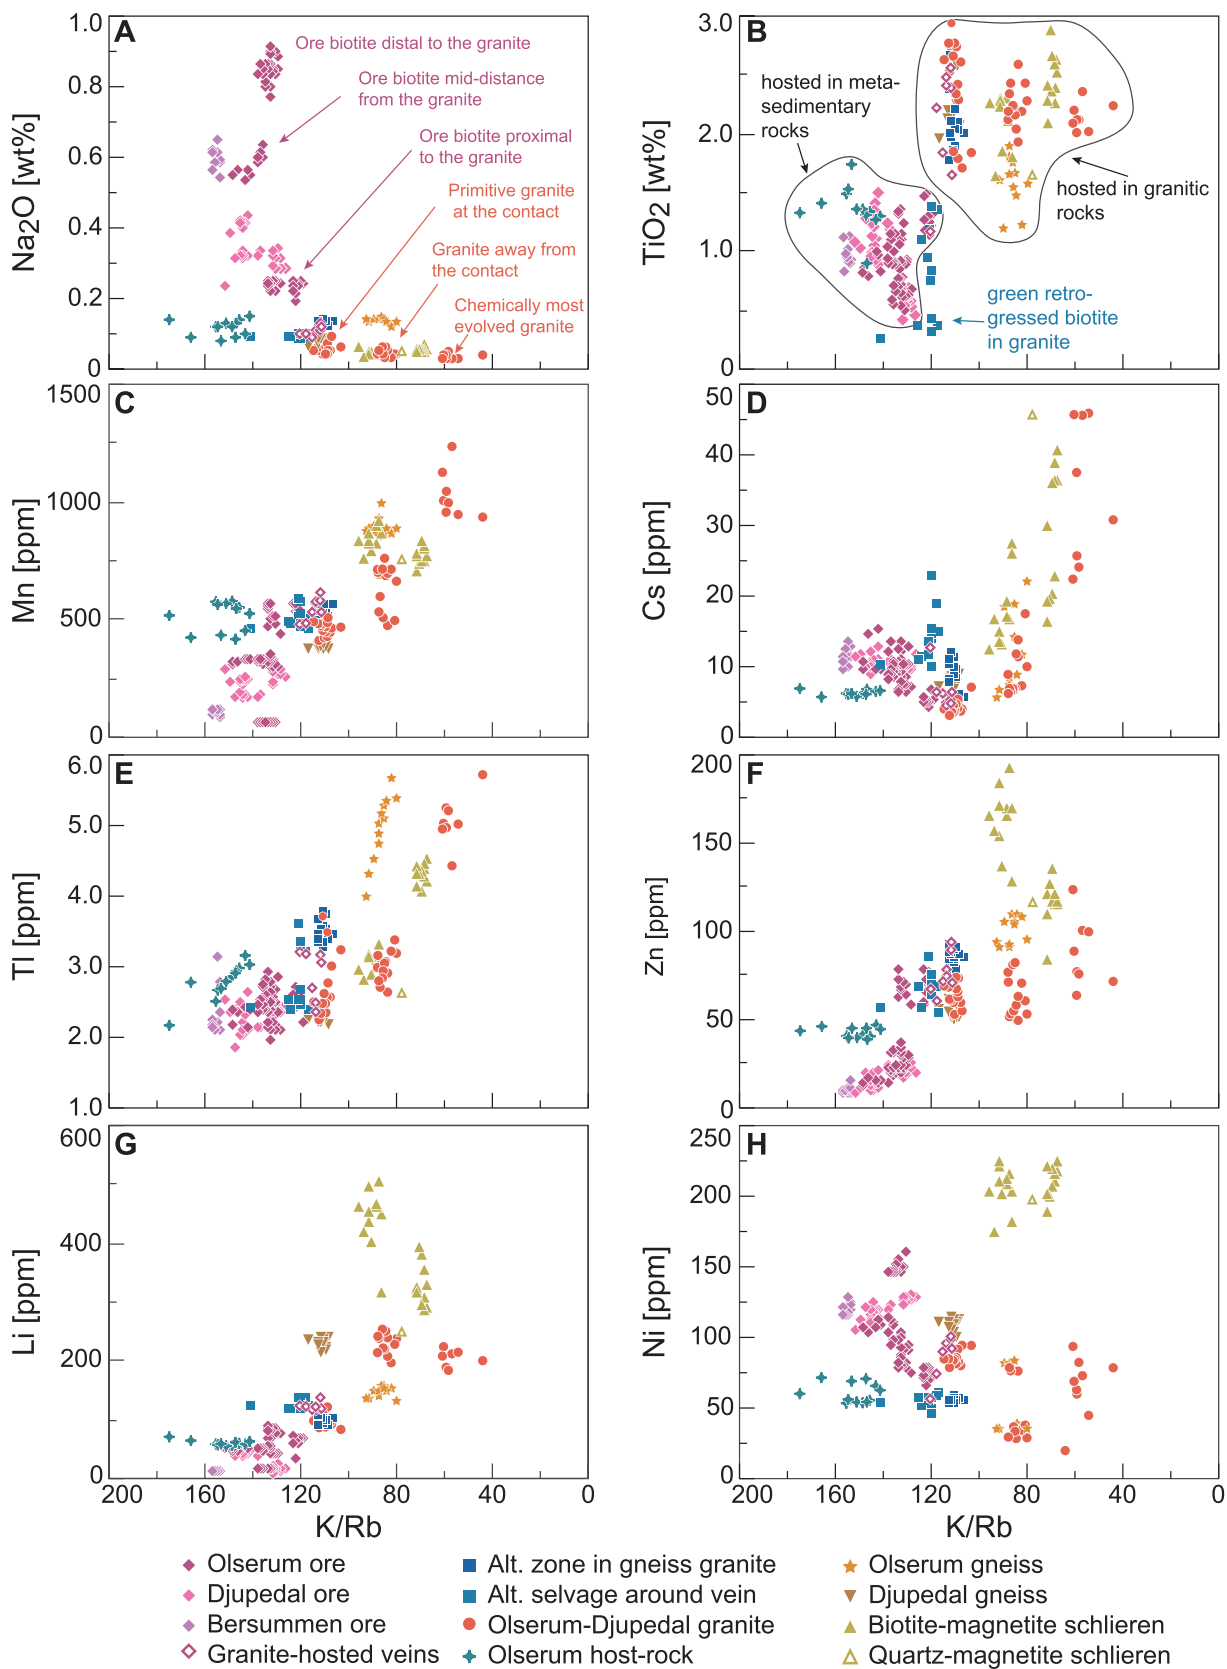 A
Na2O [wt%]
1.0
0.8
0.6
0.4
0.2
0
Ore biotite distal to the granite
Ore biotite mid-distance
from the granite
Ore biotite proximal
to the granite
Primitive granite
at the contact
Granite away from
the contact
Chemically most
evolved granite
B
TiO2 [wt%]
3.0
2.0
1.0
0
hosted in meta-
sedimentary
rocks
hosted in granitic
rocks
green retro-
gressed biotite
in granite
C
Mn [ppm]
1500
1000
500
0
D
Cs [ppm]
50
40
30
20
10
0
E
Tl [ppm]
6.0
5.0
4.0
3.0
2.0
1.0
F
Zn [ppm]
200
150
100
50
0
G
Li [ppm]
600
400
200
0
200 160 120 80 40 0
K/Rb
H
Ni [ppm]
250
200
150
100
50
0
200 160 120 80 40 0
K/Rb
Olserum ore
Djupedal ore
Bersummen ore
Granite-hosted veins
Alt. zone in gneiss granite
Alt. selvage around vein
Olserum-Djupedal granite
Olserum host-rock
Olserum gneiss
Djupedal gneiss
Biotite-magnetite schlieren
Quartz-magnetite schlieren